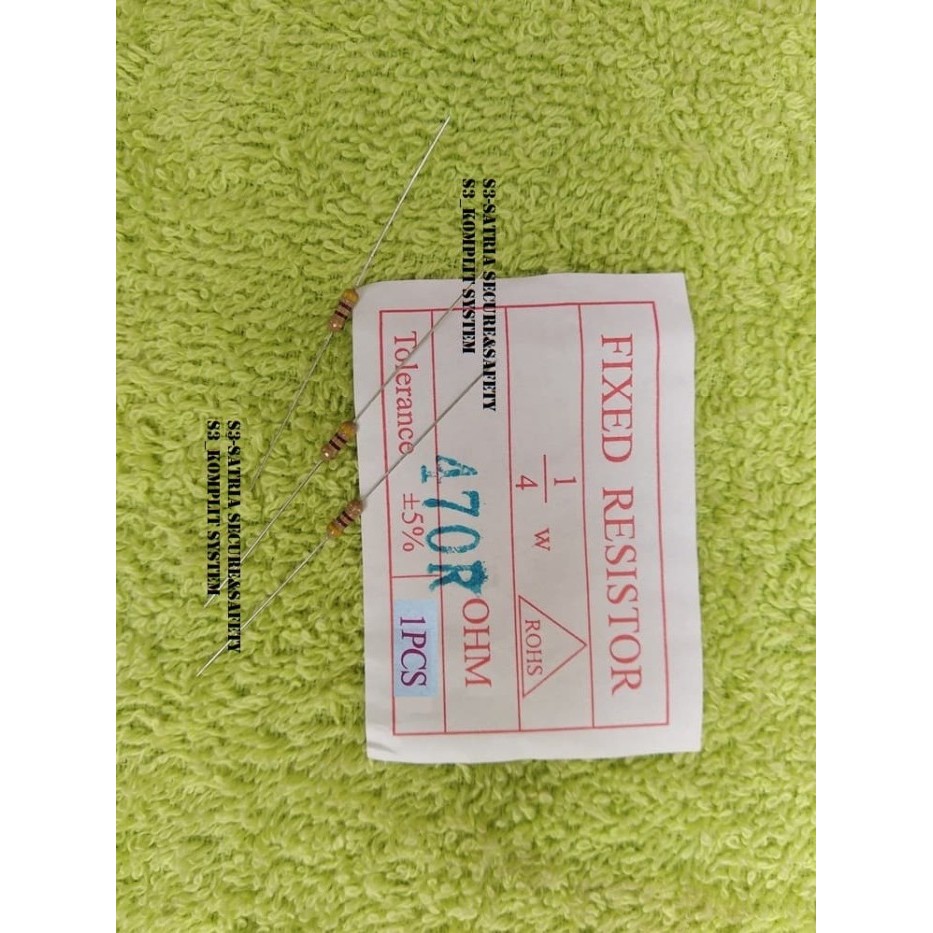 FIXED RESISTOR
1
4
W
ROHS
470R OHM
Tolerance ±5%
1PCS
S3-SATRIA SECURE&SAFETY
S3_KOMPLIT SYSTEM
S3-SATRIA SECURE&SAFETY
S3_KOMPLIT SYSTEM